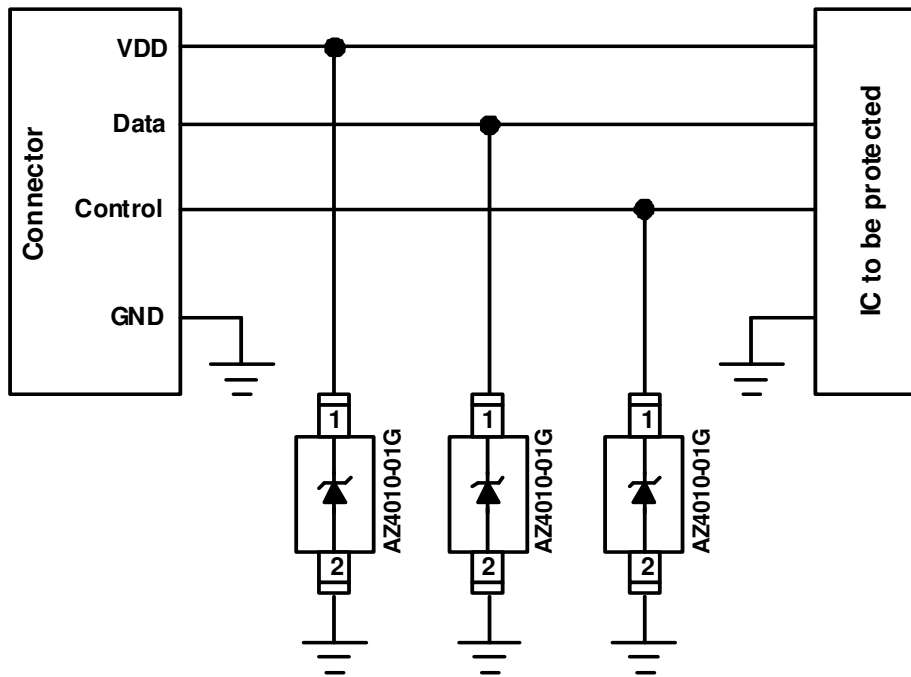 Connector
VDD
Data
Control
GND
IC to be protected
1
2
AZ4010-01G
1
2
AZ4010-01G
1
2
AZ4010-01G